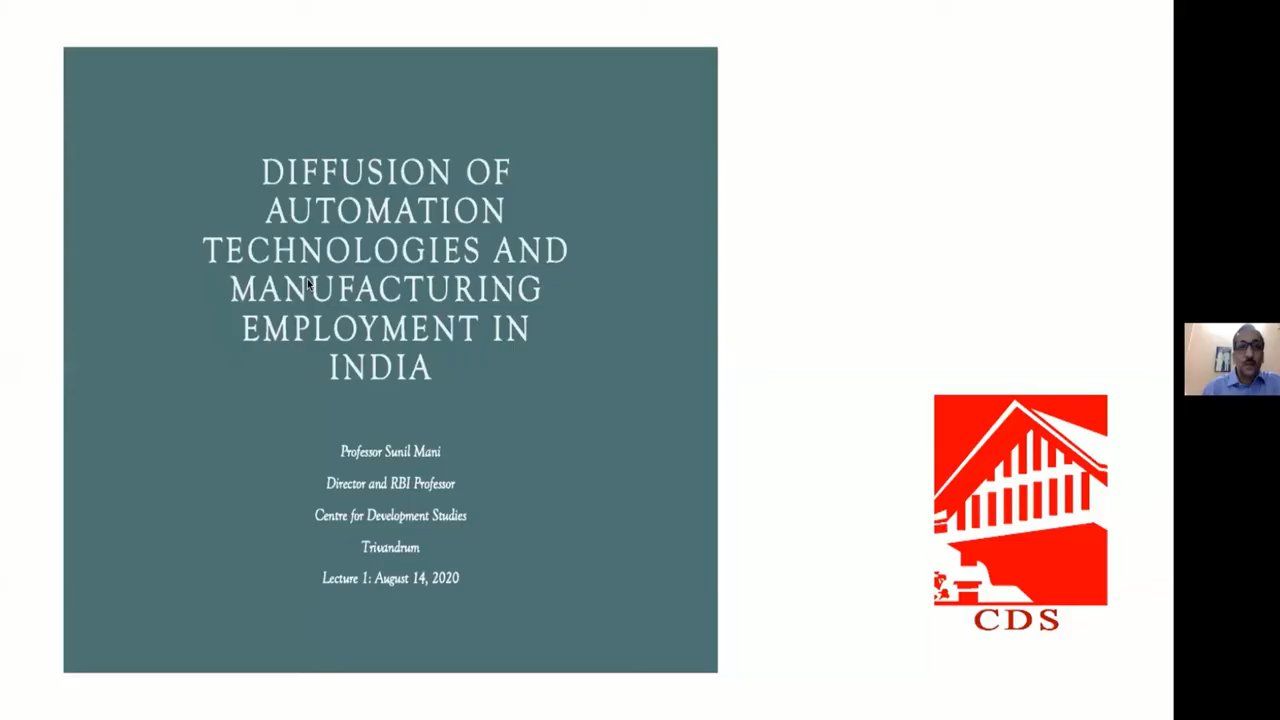 DIFFUSION OF
AUTOMATION
TECHNOLOGIES AND
MANUFACTURING
EMPLOYMENT IN
INDIA
Professor Sunil Mani
Director and RBI Professor
Centre for Development Studies
Trivandrum
Lecture 1: August 14, 2020
CDS